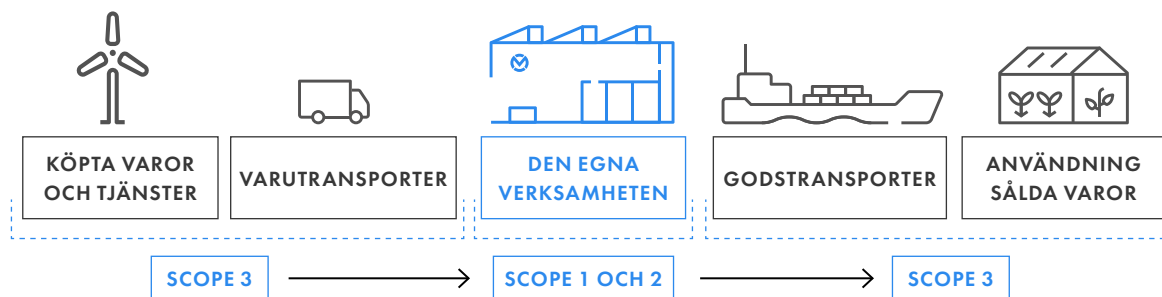 KÖPTA VAROR
OCH TJÄNSTER
VARUTRANSPORTER
DEN EGNA
VERKSAMHETEN
GODSTRANSPORTER
ANVÄNDNING
SÅLDA VAROR
SCOPE 3
SCOPE 1 OCH 2
SCOPE 3